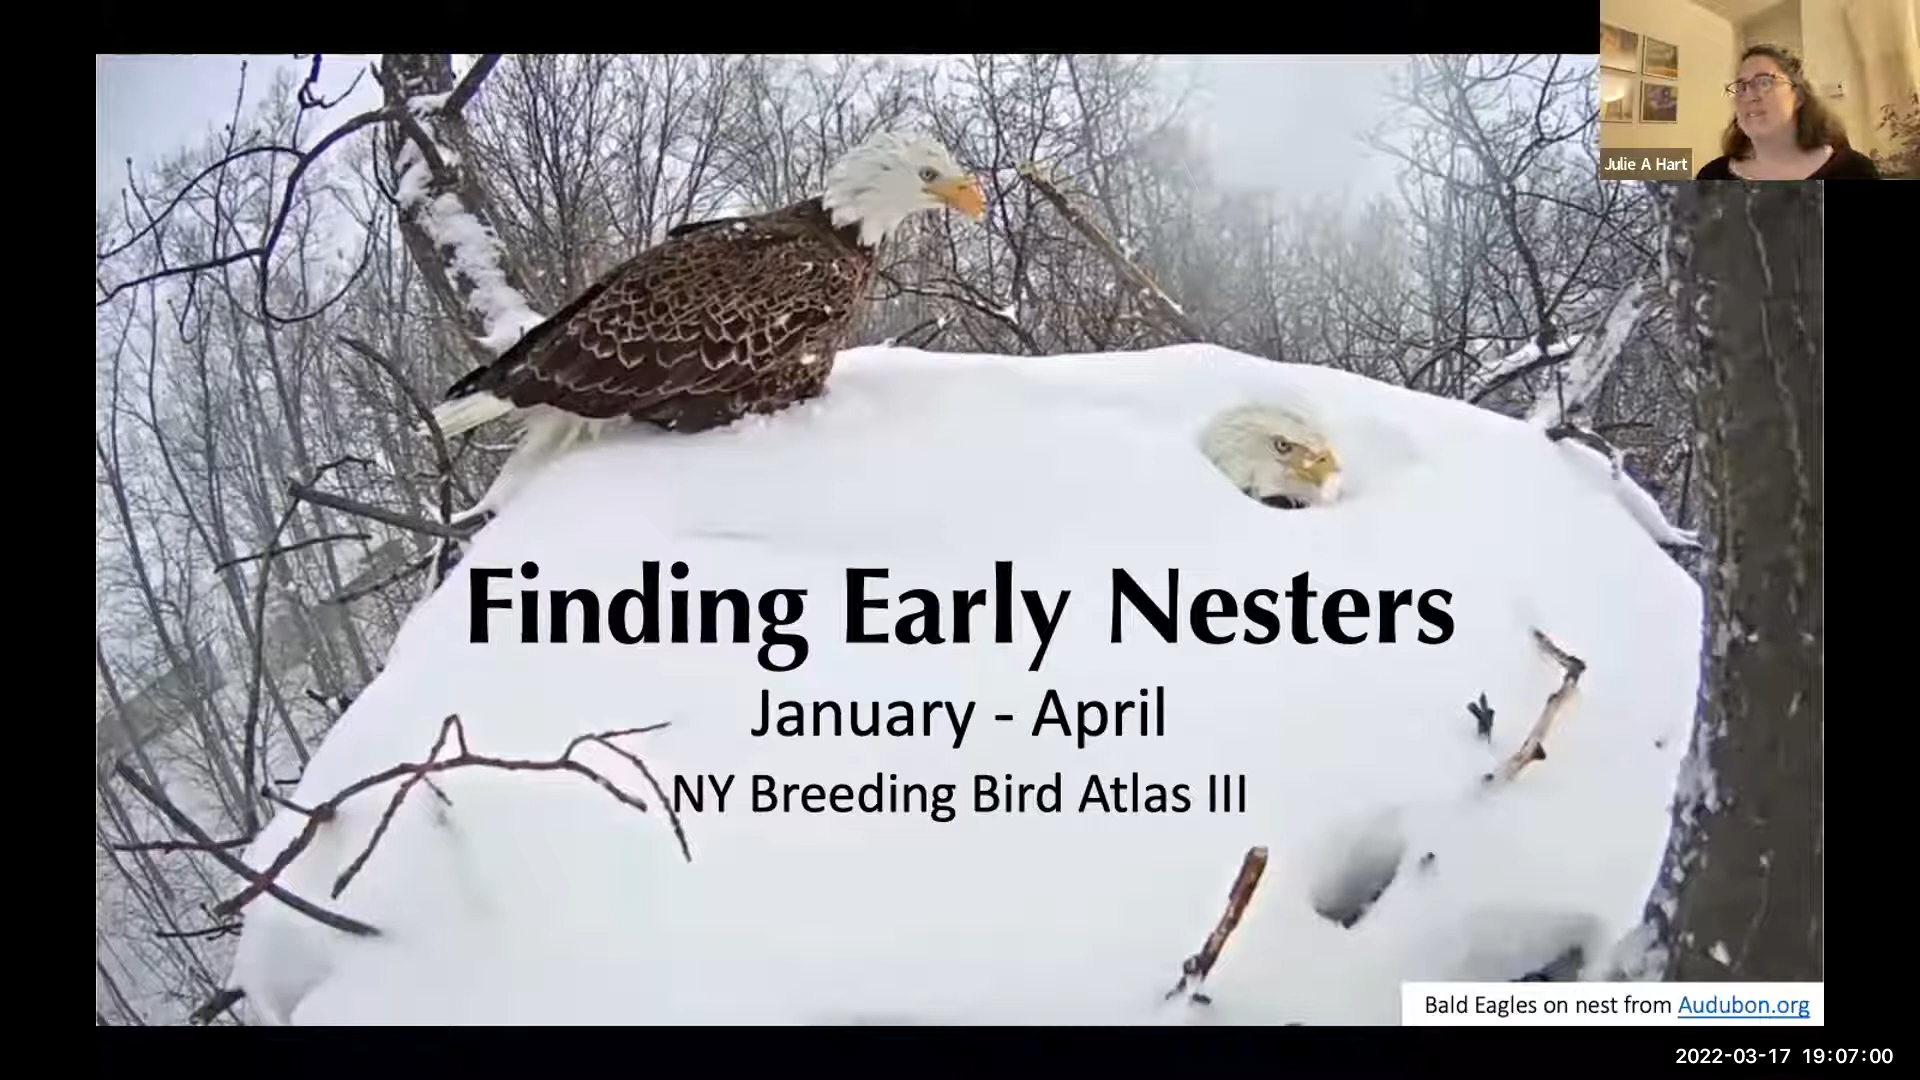 Julie A Hart
Finding Early Nesters
January - April
NY Breeding Bird Atlas III
Bald Eagles on nest from Audubon.org
2022-03-17 19:07:00